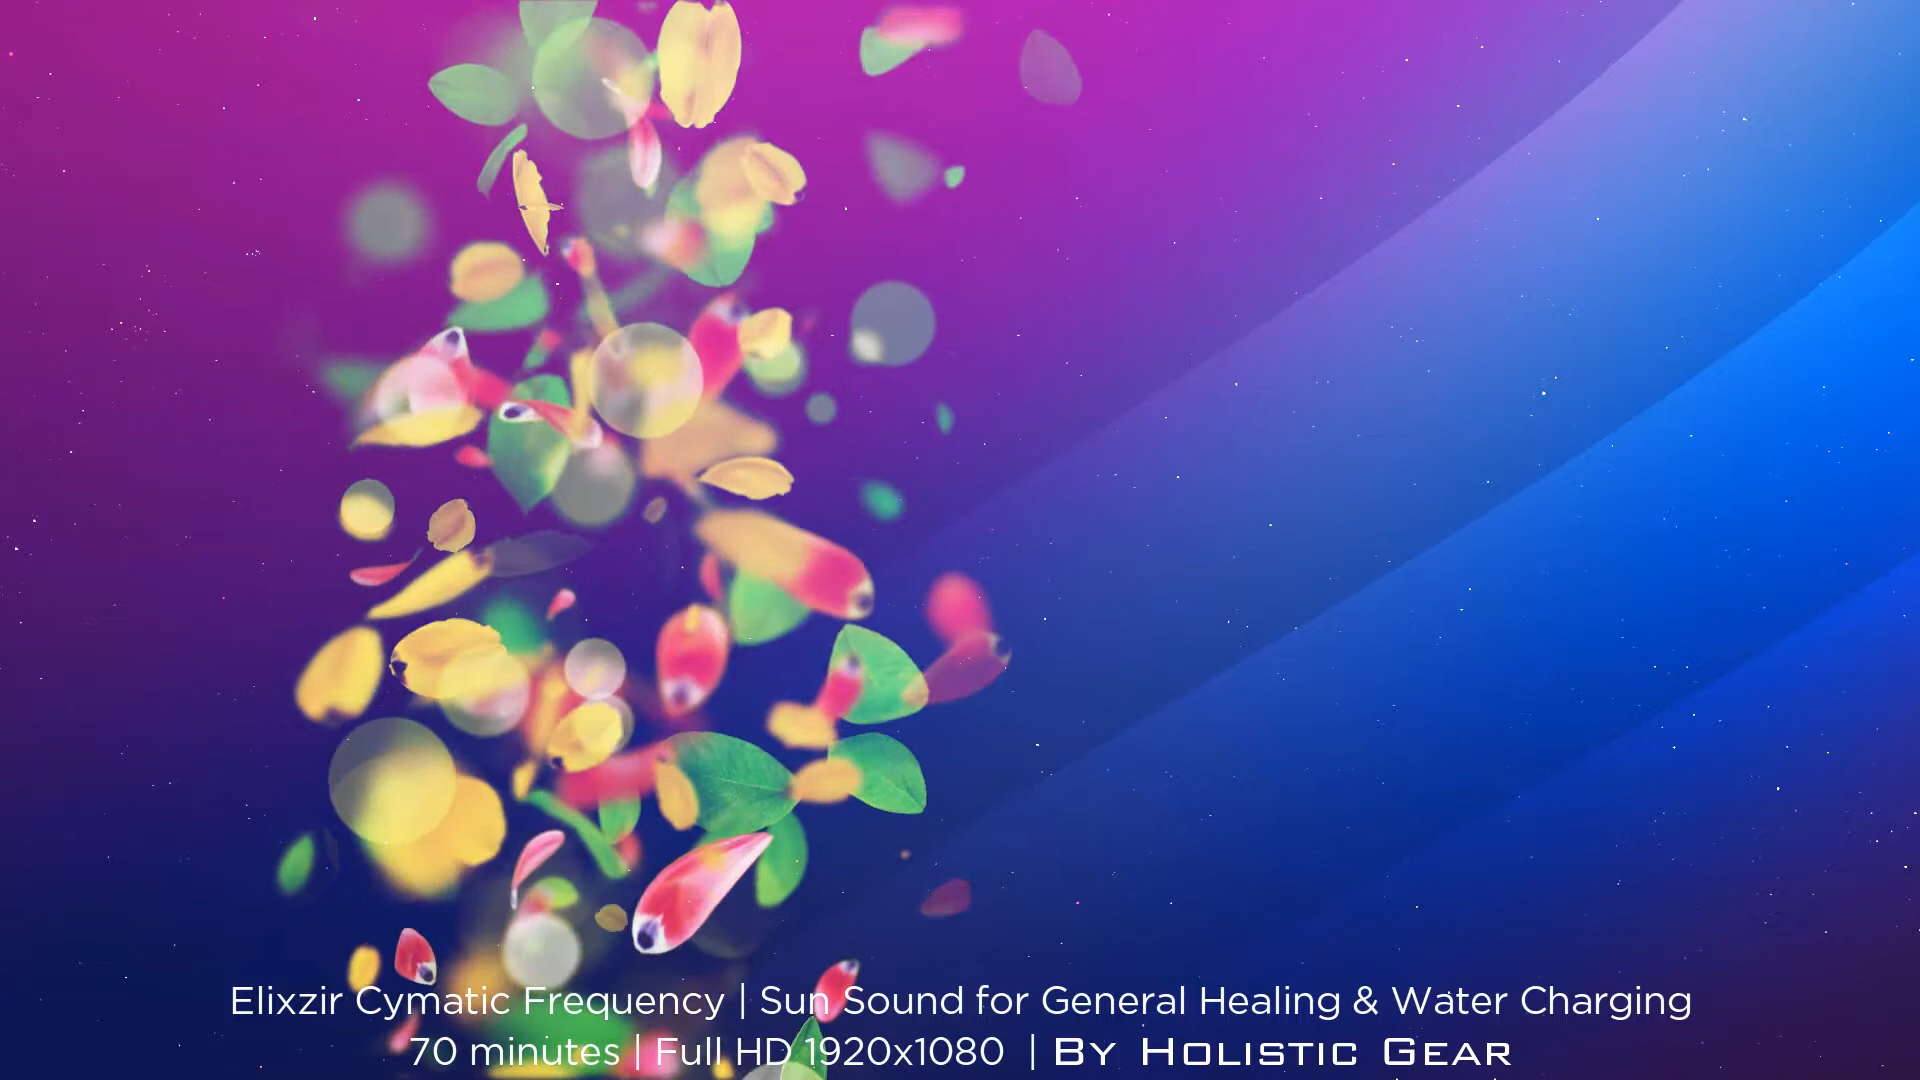 Elixzir Cymatic Frequency | Sun Sound for General Healing & Water Charging
70 minutes | Full HD 1920x1080 | By Holistic Gear